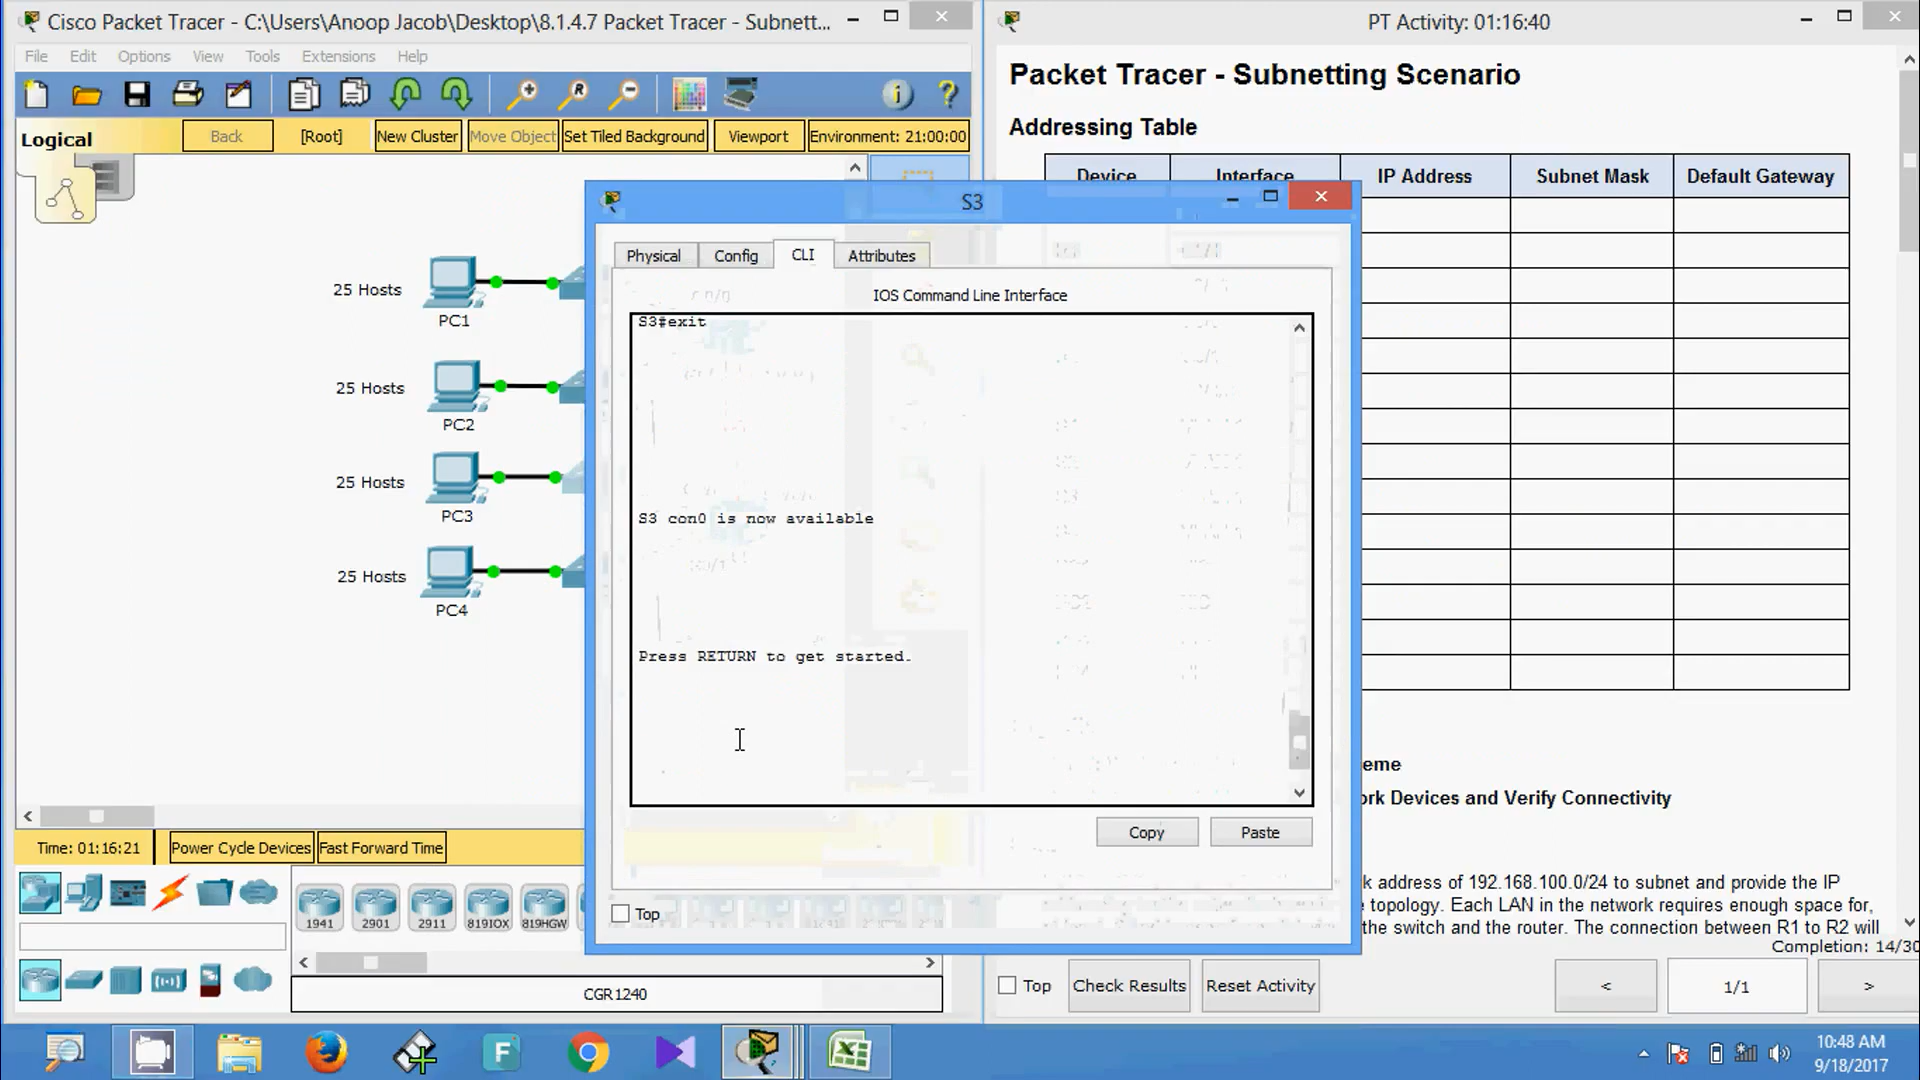 Cisco Packet Tracer - C:\Users\Anoop Jacob\Desktop\8.1.4.7 Packet Tracer - Subnett...
File Edit Options View Tools Extensions Help
Logical
Back
[Root]
New Cluster
Move Object
Set Tiled Background
Viewport
Environment: 21:00:00
25 Hosts
PC1
25 Hosts
PC2
25 Hosts
PC3
25 Hosts
PC4
Time: 01:16:21
Power Cycle Devices
Fast Forward Time
1941
2901
2911
819IOX
819HGW
CGR1240
S3
Physical
Config
CLI
Attributes
IOS Command Line Interface
S3#exit
S3 con0 is now available
Press RETURN to get started.
Copy
Paste
Top
PT Activity: 01:16:40
Packet Tracer - Subnetting Scenario
Addressing Table
Device Interface IP Address Subnet Mask Default Gateway
eme
ork Devices and Verify Connectivity
k address of 192.168.100.0/24 to subnet and provide the IP
topology. Each LAN in the network requires enough space for,
the switch and the router. The connection between R1 to R2 will
Completion: 14/30
Top
Check Results
Reset Activity
<
1/1
>
10:48 AM
9/18/2017